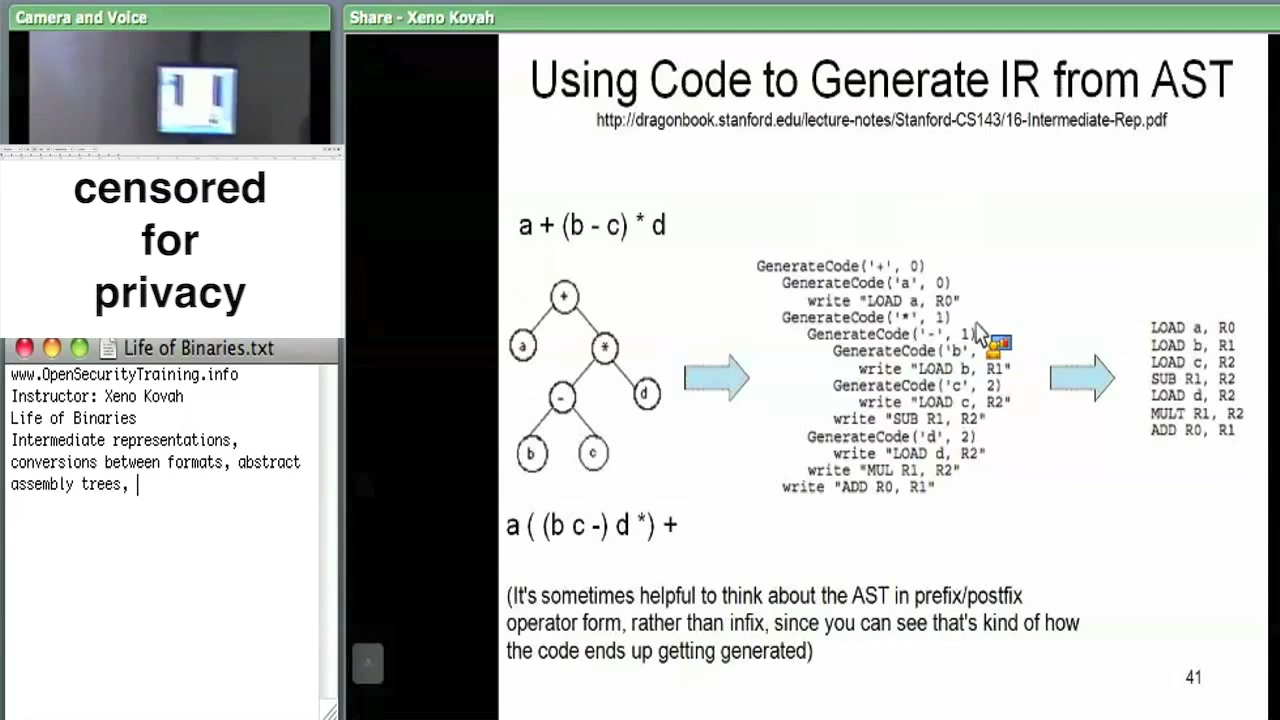 Camera and Voice
censored
for
privacy
Life of Binaries.txt
www.OpenSecurityTraining.info
Instructor: Xeno Kovah
Life of Binaries
Intermediate representations,
conversions between formats, abstract
assembly trees,
Share - Xeno Kovah
Using Code to Generate IR from AST
http://dragonbook.stanford.edu/lecture-notes/Stanford-CS143/16-Intermediate-Rep.pdf
a + (b - c) * d
+
a
*
-
d
b
c
GenerateCode('+', 0)
GenerateCode('a', 0)
write "LOAD a, R0"
GenerateCode('*', 1)
GenerateCode('-', 1)
GenerateCode('b',
write "LOAD b, R1"
GenerateCode('c', 2)
write "LOAD c, R2"
write "SUB R1, R2"
GenerateCode('d', 2)
write "LOAD d, R2"
write "MUL R1, R2"
write "ADD R0, R1"
LOAD a, R0
LOAD b, R1
LOAD c, R2
SUB R1, R2
LOAD d, R2
MULT R1, R2
ADD R0, R1
a ( (b c -) d *) +
(It's sometimes helpful to think about the AST in prefix/postfix
operator form, rather than infix, since you can see that's kind of how
the code ends up getting generated)
41